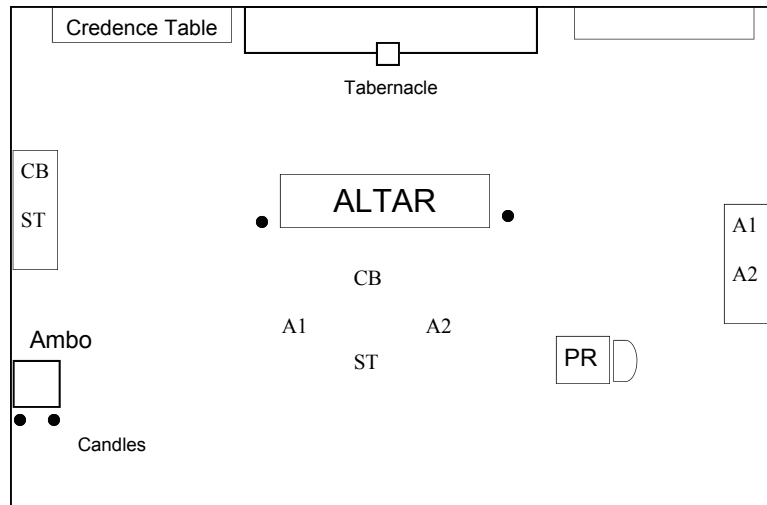 Credence Table
Tabernacle
CB
ST
ALTAR
A1
A2
CB
A1
A2
ST
Ambo
PR
Candles